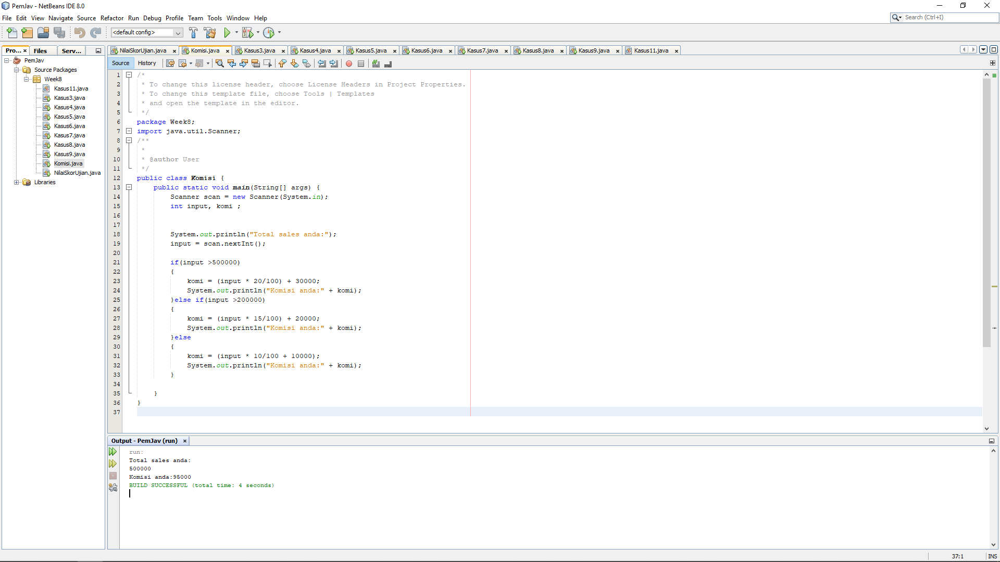 PemJav - NetBeans IDE 8.0
File Edit View Navigate Source Refactor Run Debug Profile Team Tools Window Help
Search (Ctrl+I)
<default config>
Pro... Files Serv...
NilaiSkorUjian.java Komisi.java Kasus3.java Kasus4.java Kasus5.java Kasus6.java Kasus7.java Kasus8.java Kasus9.java Kasus11.java
PemJav
Source Packages
Week8
Kasus11.java
Kasus3.java
Kasus4.java
Kasus5.java
Kasus6.java
Kasus7.java
Kasus8.java
Kasus9.java
Komisi.java
NilaiSkorUjian.java
Libraries
Source History
1 /*
2 * To change this license header, choose License Headers in Project Properties.
3 * To change this template file, choose Tools | Templates
4 * and open the template in the editor.
5 */
6 package Week8;
7 import java.util.Scanner;
8 /**
9 *
10 * @author User
11 */
12 public class Komisi {
13 public static void main(String[] args) {
14 Scanner scan = new Scanner(System.in);
15 int input, komi ;
16
17
18 System.out.println("Total sales anda:");
19 input = scan.nextInt();
20
21 if(input >500000)
22 {
23 komi = (input * 20/100) + 30000;
24 System.out.println("Komisi anda:" + komi);
25 }else if(input >200000)
26 {
27 komi = (input * 15/100) + 20000;
28 System.out.println("Komisi anda:" + komi);
29 }else
30 {
31 komi = (input * 10/100 + 10000);
32 System.out.println("Komisi anda:" + komi);
33 }
34
35 }
36 }
37
Output - PemJav (run)
run:
Total sales anda:
500000
Komisi anda:95000
BUILD SUCCESSFUL (total time: 4 seconds)
37:1 INS